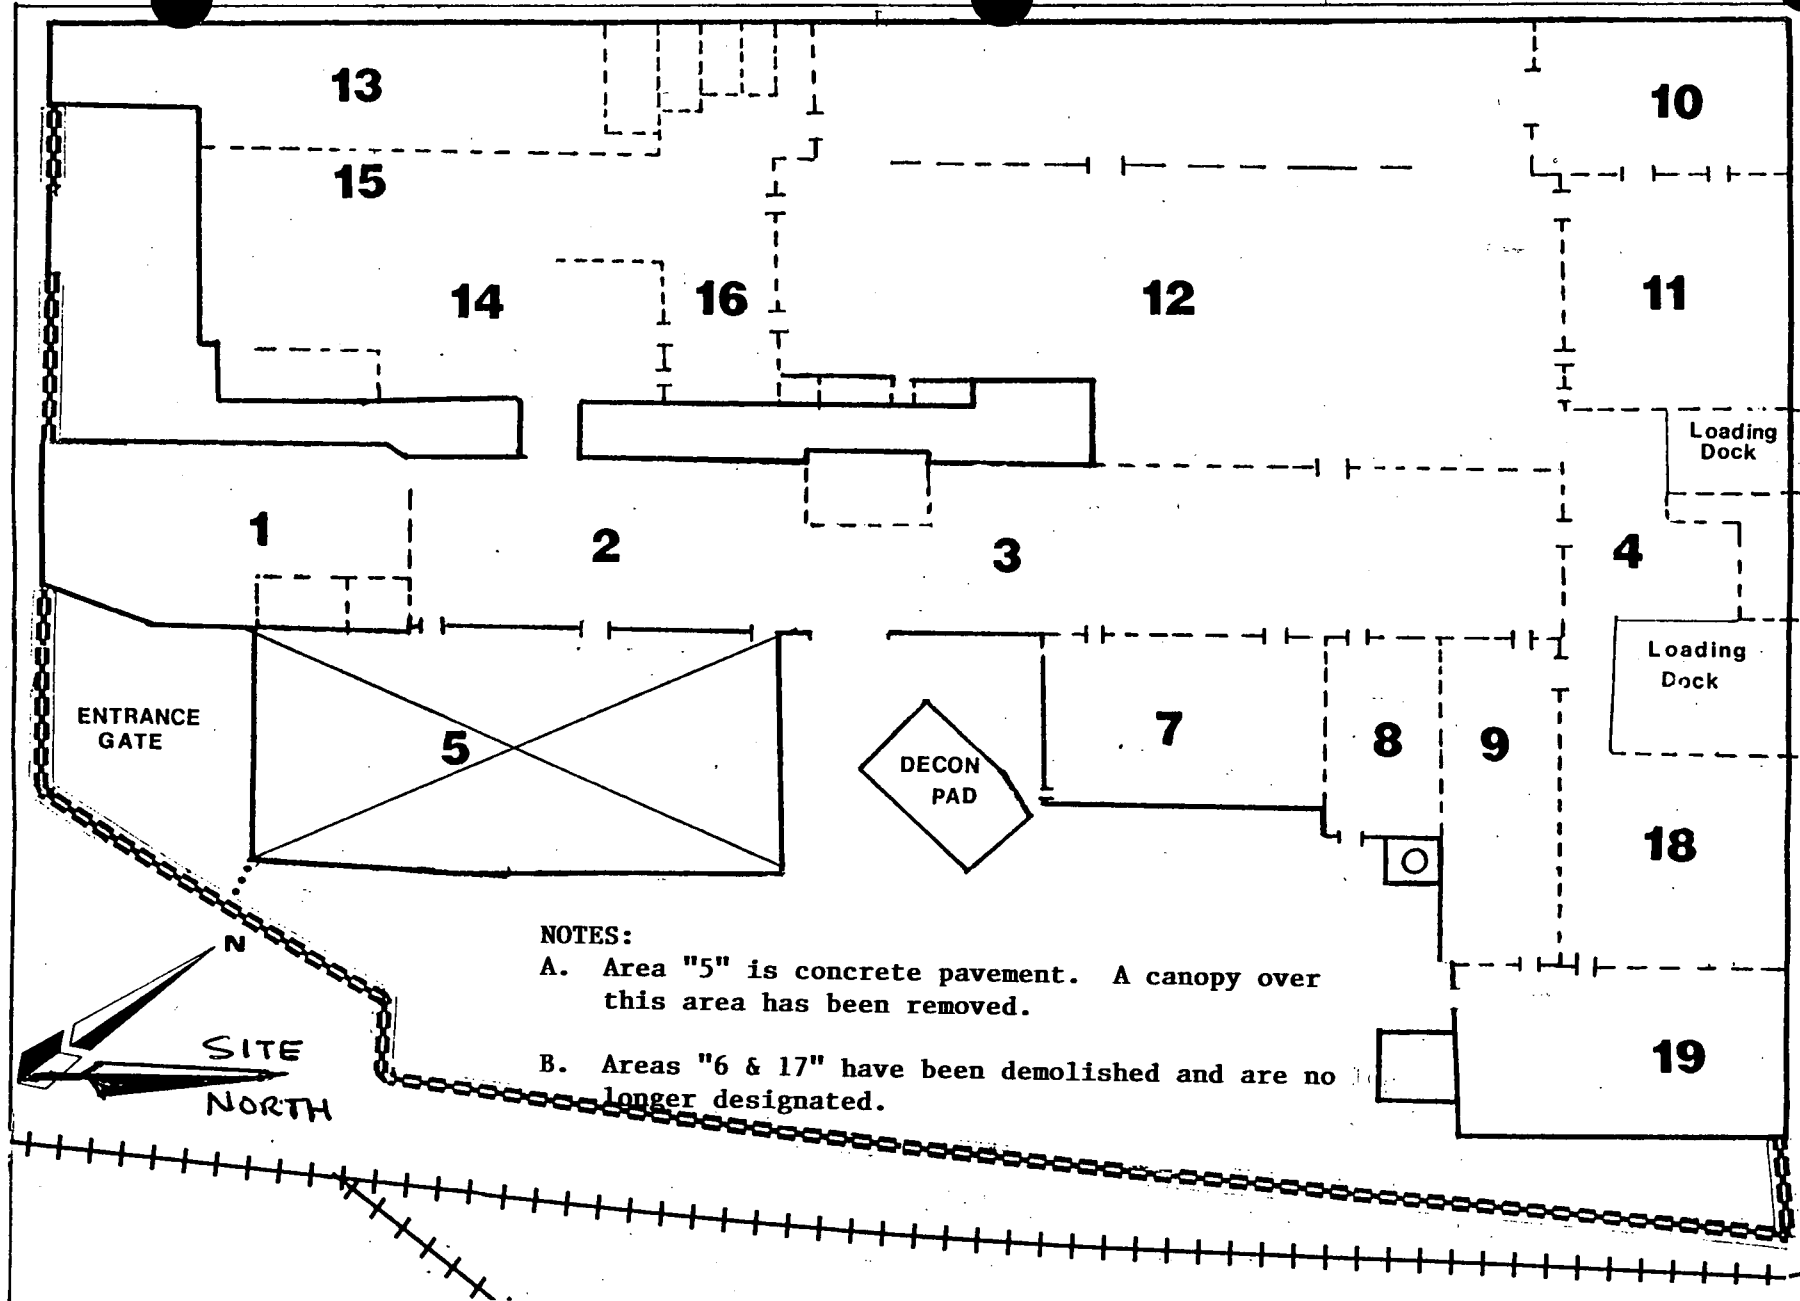 13
10
15
14
16
12
11
Loading
Dock
1
2
3
4
Loading
Dock
ENTRANCE
GATE
5
7
8
9
DECON
PAD
18
NOTES:
A. Area "5" is concrete pavement. A canopy over
this area has been removed.
B. Areas "6 & 17" have been demolished and are no
longer designated.
19
N
SITE
NORTH